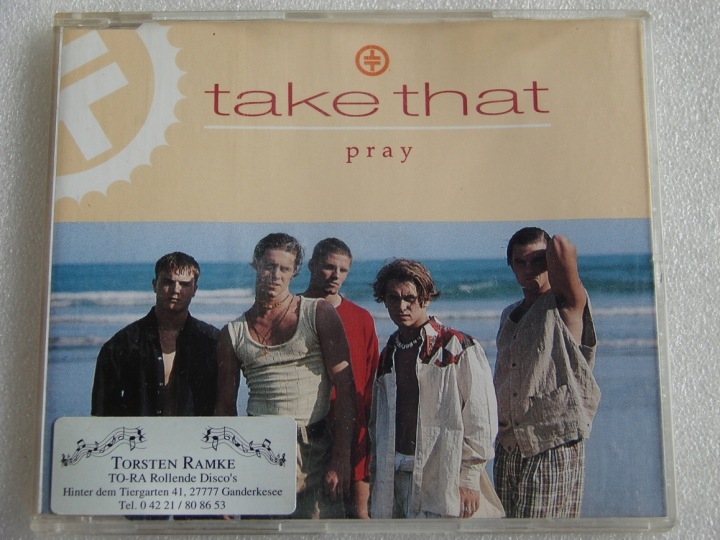 take that
pray
TORSTEN RAMKE
TO-RA Rollende Disco's
Hinter dem Tiergarten 41, 27777 Ganderkesee
Tel. 0 42 21 / 80 86 53